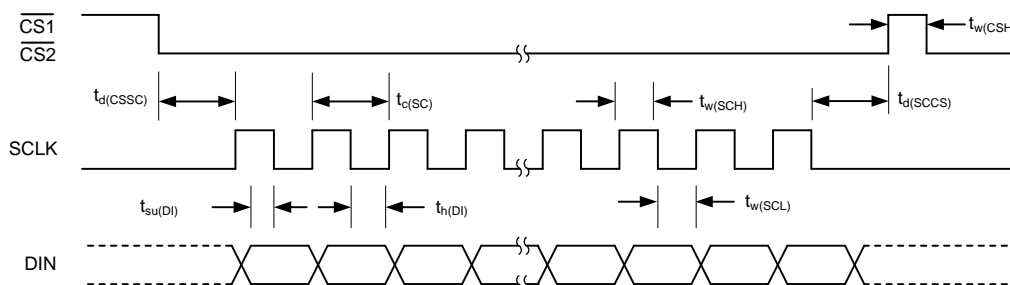 CS1
CS2
tw(CSH
td(CSSC)
tc(SC)
tw(SCH)
td(SCCS)
SCLK
tsu(DI)
th(DI)
tw(SCL)
DIN